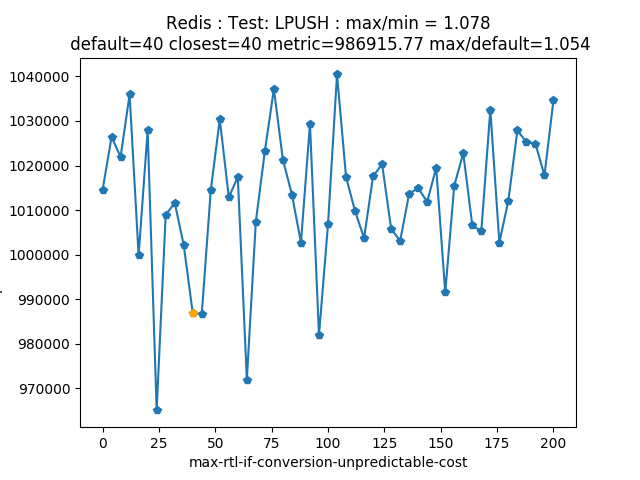 Redis : Test: LPUSH : max/min = 1.078
default=40 closest=40 metric=986915.77 max/default=1.054
1040000
1030000
1020000
1010000
1000000
990000
980000
970000
0 25 50 75 100 125 150 175 200
max-rtl-if-conversion-unpredictable-cost